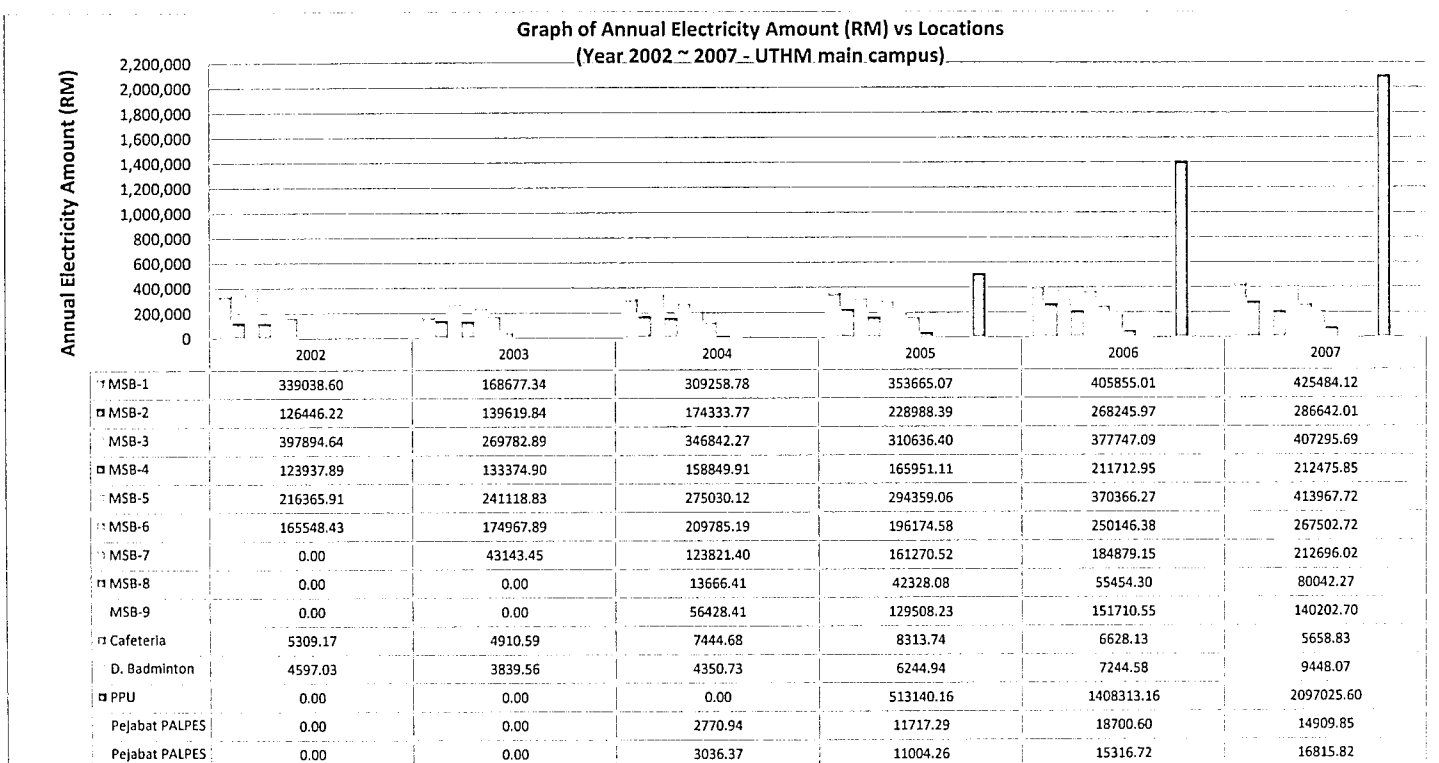 Graph of Annual Electricity Amount (RM) vs Locations
(Year 2002 ~ 2007 - UTHM main campus)
Annual Electricity Amount (RM)
2,200,000
2,000,000
1,800,000
1,600,000
1,400,000
1,200,000
1,000,000
800,000
600,000
400,000
200,000
0
2002 2003 2004 2005 2006 2007
MSB-1 339038.60 168677.34 309258.78 353665.07 405855.01 425484.12
MSB-2 126446.22 139619.84 174333.77 228988.39 268245.97 286642.01
MSB-3 397894.64 269782.89 346842.27 310636.40 377747.09 407295.69
MSB-4 123937.89 133374.90 158849.91 165951.11 211712.95 212475.85
MSB-5 216365.91 241118.83 275030.12 294359.06 370366.27 413967.72
MSB-6 165548.43 174967.89 209785.19 196174.58 250146.38 267502.72
MSB-7 0.00 43143.45 123821.40 161270.52 184879.15 212696.02
MSB-8 0.00 0.00 13666.41 42328.08 55454.30 80042.27
MSB-9 0.00 0.00 56428.41 129508.23 151710.55 140202.70
Cafeteria 5309.17 4910.59 7444.68 8313.74 6628.13 5658.83
D. Badminton 4597.03 3839.56 4350.73 6244.94 7244.58 9448.07
PPU 0.00 0.00 0.00 513140.16 1408313.16 2097025.60
Pejabat PALPES 0.00 0.00 2770.94 11717.29 18700.60 14909.85
Pejabat PALPES 0.00 0.00 3036.37 11004.26 15316.72 16815.82